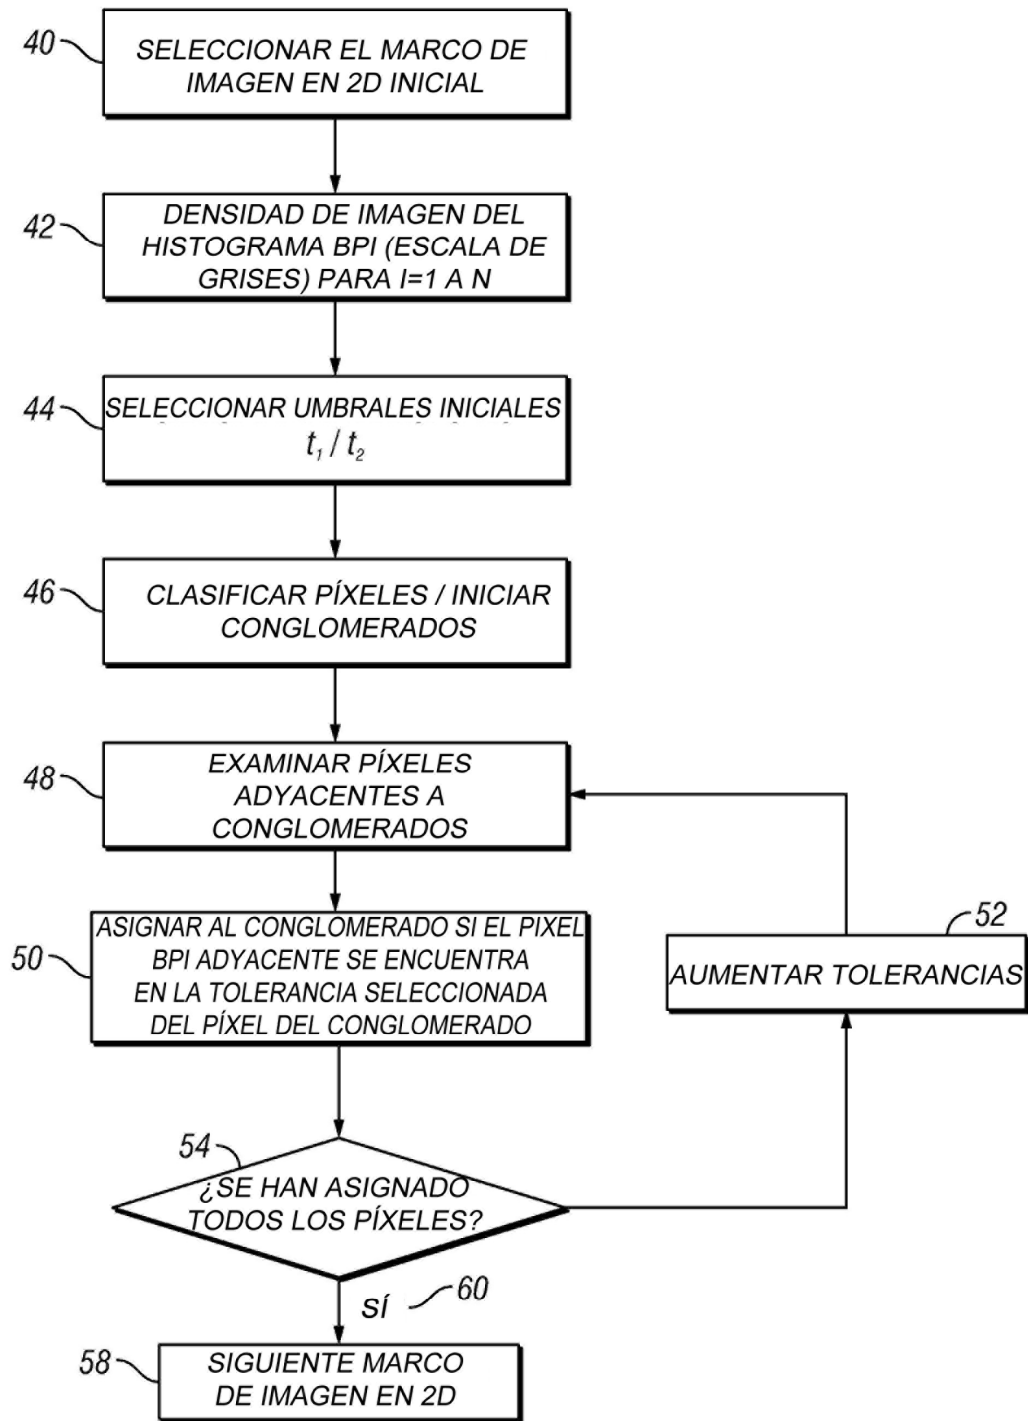 40
SELECCIONAR EL MARCO DE
IMAGEN EN 2D INICIAL
42
DENSIDAD DE IMAGEN DEL
HISTOGRAMA BPI (ESCALA DE
GRISES) PARA I=1 A N
44
SELECCIONAR UMBRALES INICIALES
t₁ / t₂
46
CLASIFICAR PÍXELES / INICIAR
CONGLOMERADOS
48
EXAMINAR PÍXELES
ADYACENTES A
CONGLOMERADOS
50
ASIGNAR AL CONGLOMERADO SI EL PIXEL
BPI ADYACENTE SE ENCUENTRA
EN LA TOLERANCIA SELECCIONADA
DEL PÍXEL DEL CONGLOMERADO
52
AUMENTAR TOLERANCIAS
54
¿SE HAN ASIGNADO
TODOS LOS PÍXELES?
SÍ
60
58
SIGUIENTE MARCO
DE IMAGEN EN 2D